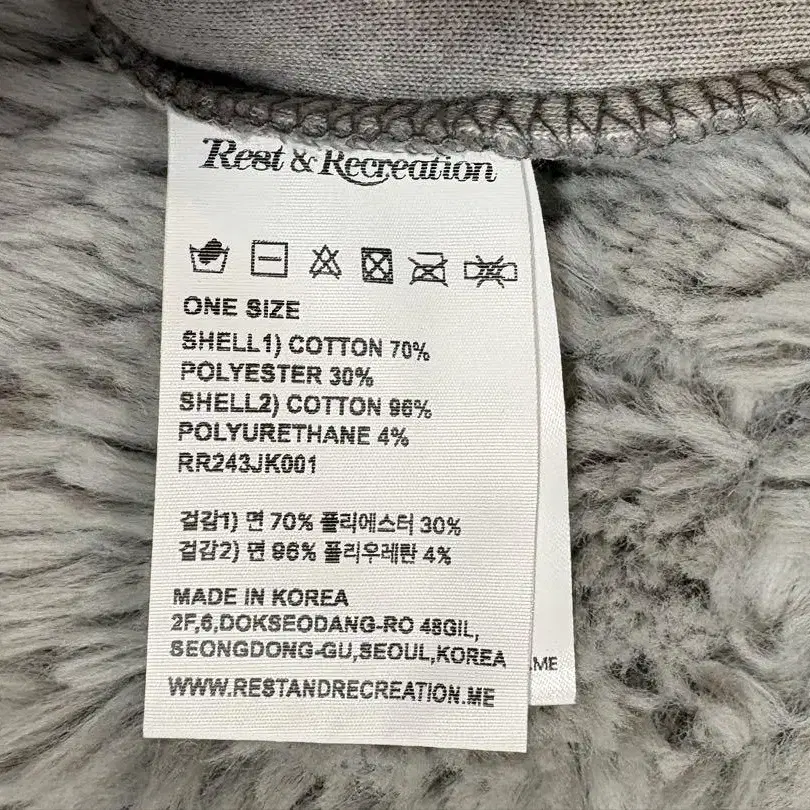 Rest & Recreation
ONE SIZE
SHELL1) COTTON 70%
POLYESTER 30%
SHELL2) COTTON 96%
POLYURETHANE 4%
RR243JK001
겉감1) 면 70% 폴리에스터 30%
겉감2) 면 96% 폴리우레탄 4%
MADE IN KOREA
2F,6,DOKSEODANG-RO 48GIL,
SEONGDONG-GU,SEOUL,KOREA
WWW.RESTANDRECREATION.ME
.ME